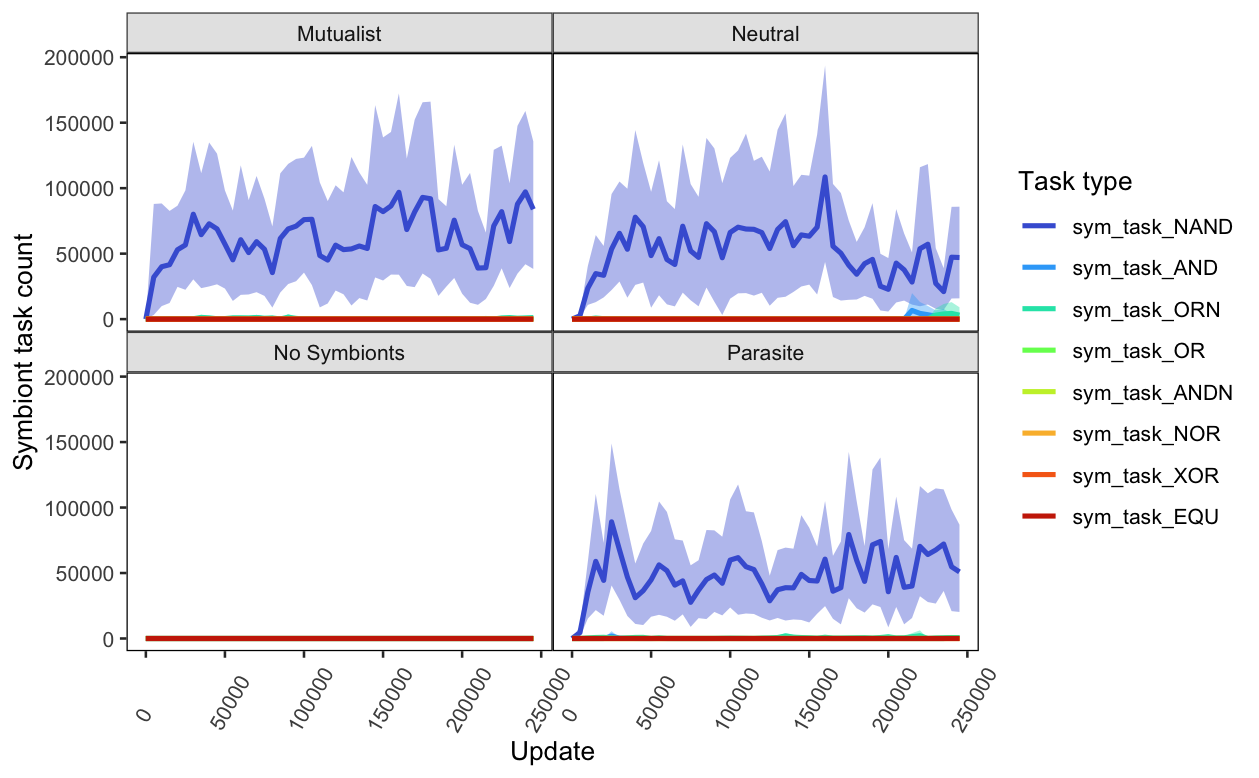 Mutualist
Neutral
200000
150000
100000
50000
0
No Symbionts
Parasite
200000
150000
100000
50000
0
0
50000
100000
150000
200000
250000
0
50000
100000
150000
200000
250000
Update
Symbiont task count
Task type
sym_task_NAND
sym_task_AND
sym_task_ORN
sym_task_OR
sym_task_ANDN
sym_task_NOR
sym_task_XOR
sym_task_EQU